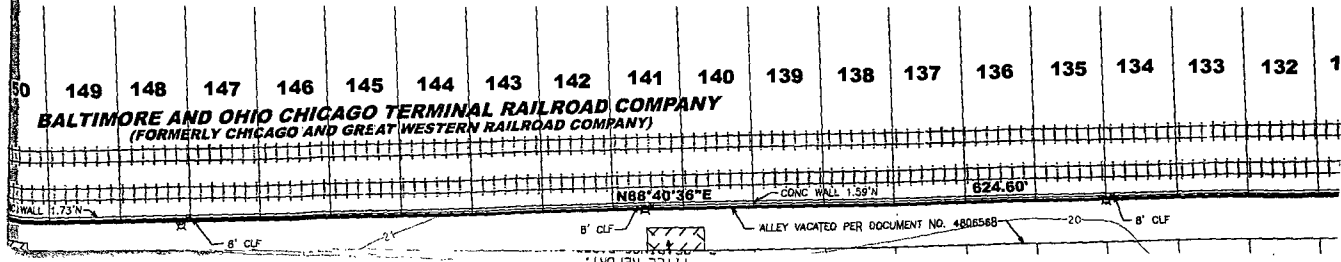 50 149 148 147 146 145 144 143 142 141 140 139 138 137 136 135 134 133 132 1
BALTIMORE AND OHIO CHICAGO TERMINAL RAILROAD COMPANY
(FORMERLY CHICAGO AND GREAT WESTERN RAILROAD COMPANY)
N88°40'36"E
CONC WALL 1.59'N
624.60'
WALL 1.73'N
8' CLF
21
8' CLF
ALLEY VACATED PER DOCUMENT NO. 4806568
20
8' CLF